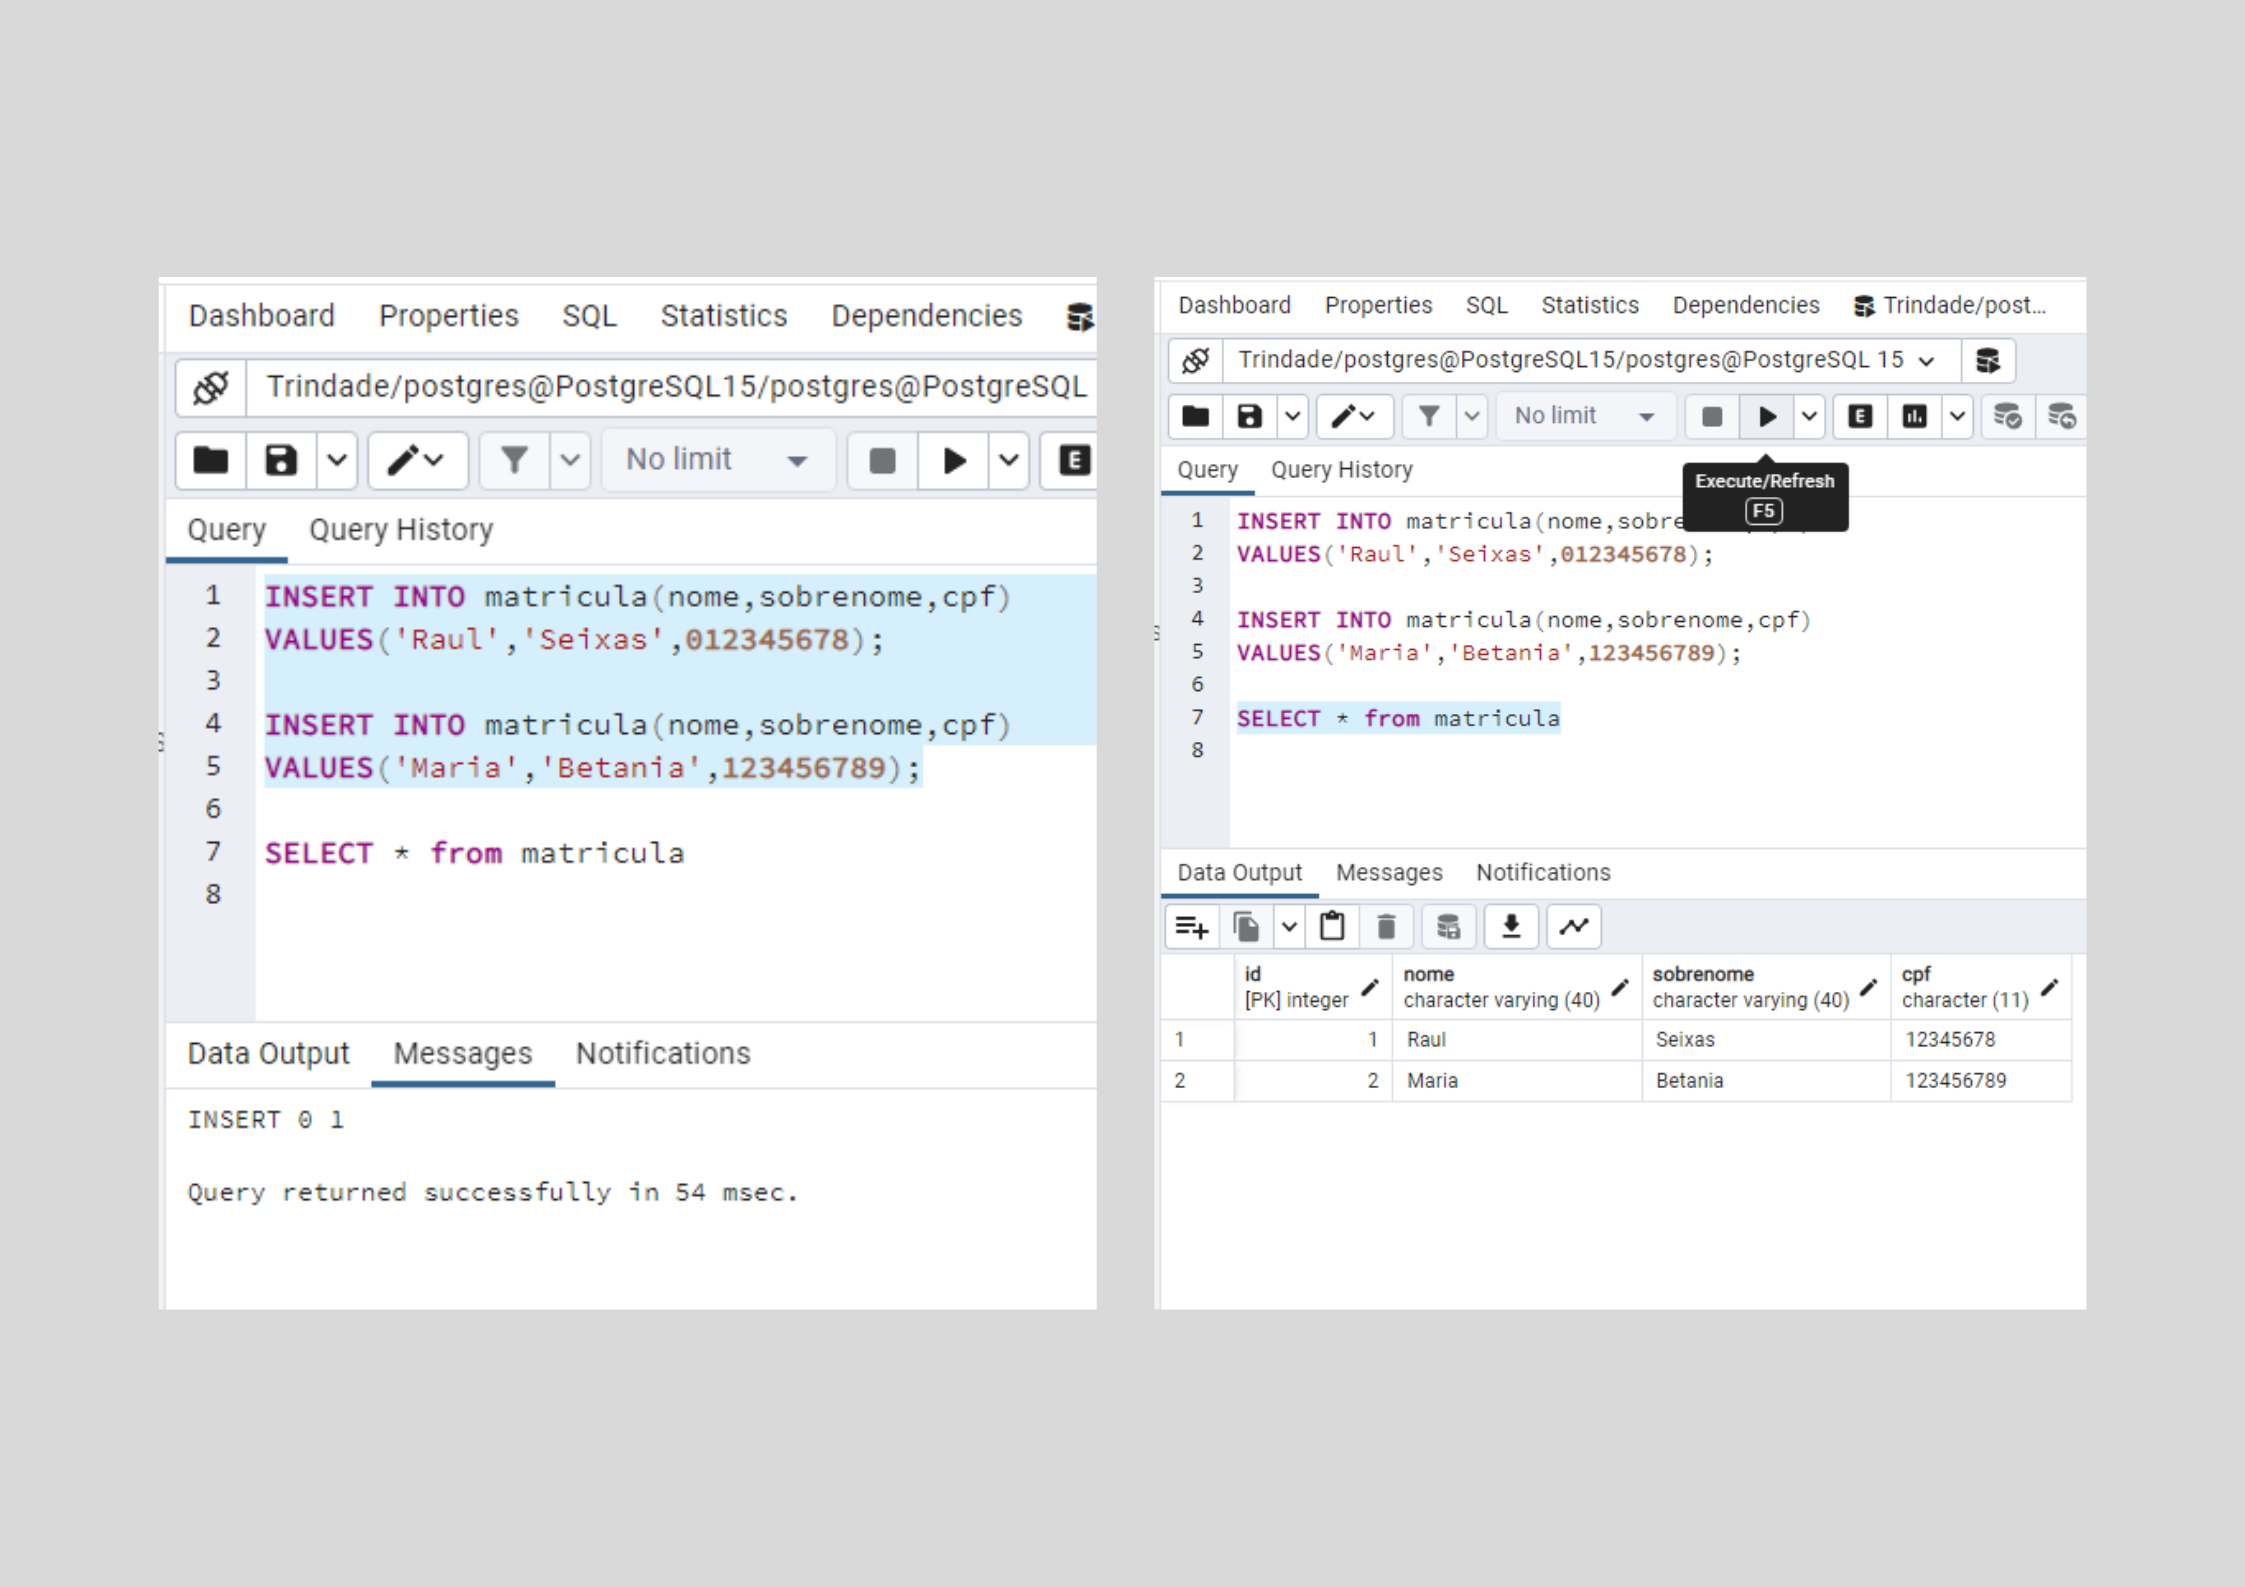 Dashboard Properties SQL Statistics Dependencies
Trindade/postgres@PostgreSQL15/postgres@PostgreSQL
No limit E
Query Query History
1 INSERT INTO matricula(nome,sobrenome,cpf)
2 VALUES('Raul','Seixas',012345678);
3
4 INSERT INTO matricula(nome,sobrenome,cpf)
5 VALUES('Maria','Betania',123456789);
6
7 SELECT * from matricula
8
Data Output Messages Notifications
INSERT 0 1
Query returned successfully in 54 msec.
Dashboard Properties SQL Statistics Dependencies Trindade/post...
Trindade/postgres@PostgreSQL15/postgres@PostgreSQL 15
No limit E
Query Query History
Execute/Refresh
F5
1 INSERT INTO matricula(nome,sobre
2 VALUES('Raul','Seixas',012345678);
3
4 INSERT INTO matricula(nome,sobrenome,cpf)
5 VALUES('Maria','Betania',123456789);
6
7 SELECT * from matricula
8
Data Output Messages Notifications
id nome sobrenome cpf
[PK] integer character varying (40) character varying (40) character (11)
1 1 Raul Seixas 12345678
2 2 Maria Betania 123456789